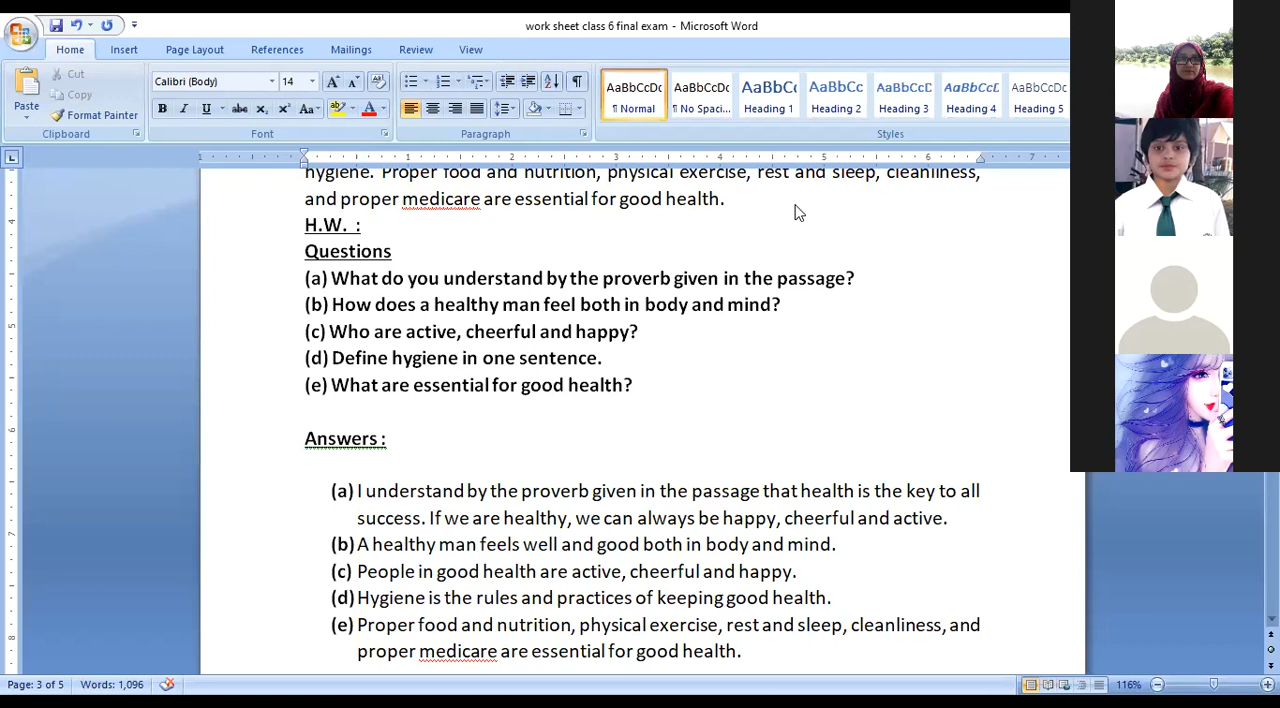 work sheet class 6 final exam - Microsoft Word
Home Insert Page Layout References Mailings Review View
Cut
Copy
Format Painter
Paste
Calibri (Body) 14
AaBbCcDc AaBbCcDc AaBbC AaBbCc AaBbCcD AaBbCcD AaBbCcDc
¶ Normal ¶ No Spaci... Heading 1 Heading 2 Heading 3 Heading 4 Heading 5
Clipboard Font Paragraph Styles
hygiene. Proper food and nutrition, physical exercise, rest and sleep, cleanliness,
and proper medicare are essential for good health.
H.W. :
Questions
(a) What do you understand by the proverb given in the passage?
(b) How does a healthy man feel both in body and mind?
(c) Who are active, cheerful and happy?
(d) Define hygiene in one sentence.
(e) What are essential for good health?
Answers :
(a) I understand by the proverb given in the passage that health is the key to all
success. If we are healthy, we can always be happy, cheerful and active.
(b) A healthy man feels well and good both in body and mind.
(c) People in good health are active, cheerful and happy.
(d) Hygiene is the rules and practices of keeping good health.
(e) Proper food and nutrition, physical exercise, rest and sleep, cleanliness, and
proper medicare are essential for good health.
Page: 3 of 5 Words: 1,096 116%